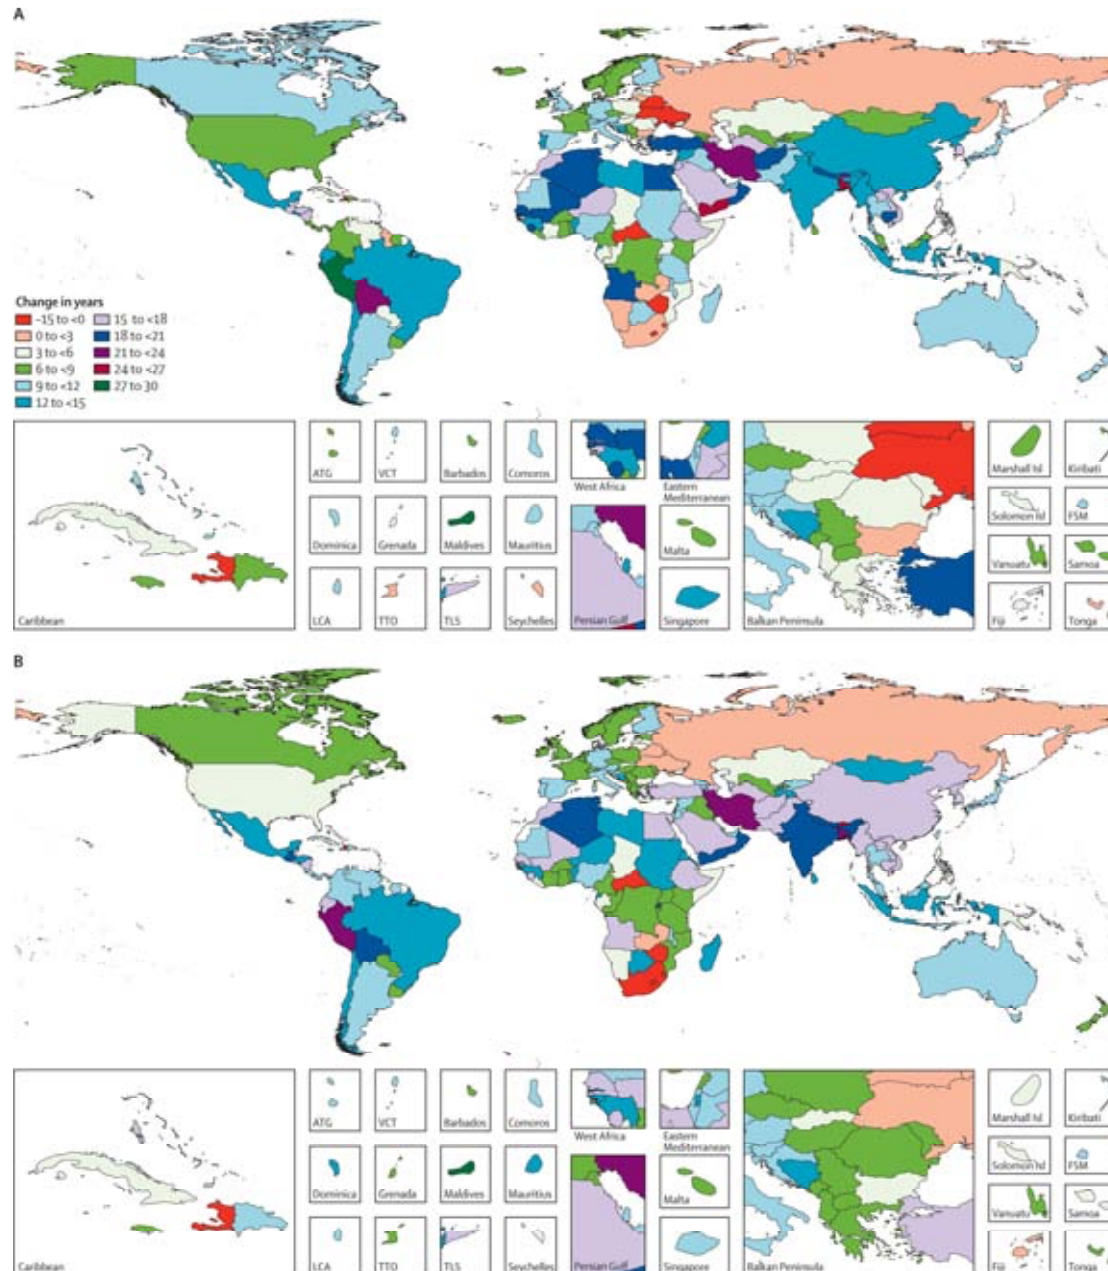 A
Change in years
-15 to <0
0 to <3
3 to <6
6 to <9
9 to <12
12 to <15
15 to <18
18 to <21
21 to <24
24 to <27
27 to 30
Caribbean
ATG
VCT
Barbados
Comoros
Dominica
Grenada
Maldives
Mauritius
LCA
TTO
TLS
Seychelles
West Africa
Eastern
Mediterranean
Persian Gulf
Malta
Singapore
Balkan Peninsula
Marshall Isl
Kiribati
Solomon Isl
FSM
Vanuatu
Samoa
Fiji
Tonga
B
Caribbean
ATG
VCT
Barbados
Comoros
Dominica
Grenada
Maldives
Mauritius
LCA
TTO
TLS
Seychelles
West Africa
Eastern
Mediterranean
Persian Gulf
Malta
Singapore
Balkan Peninsula
Marshall Isl
Kiribati
Solomon Isl
FSM
Vanuatu
Samoa
Fiji
Tonga